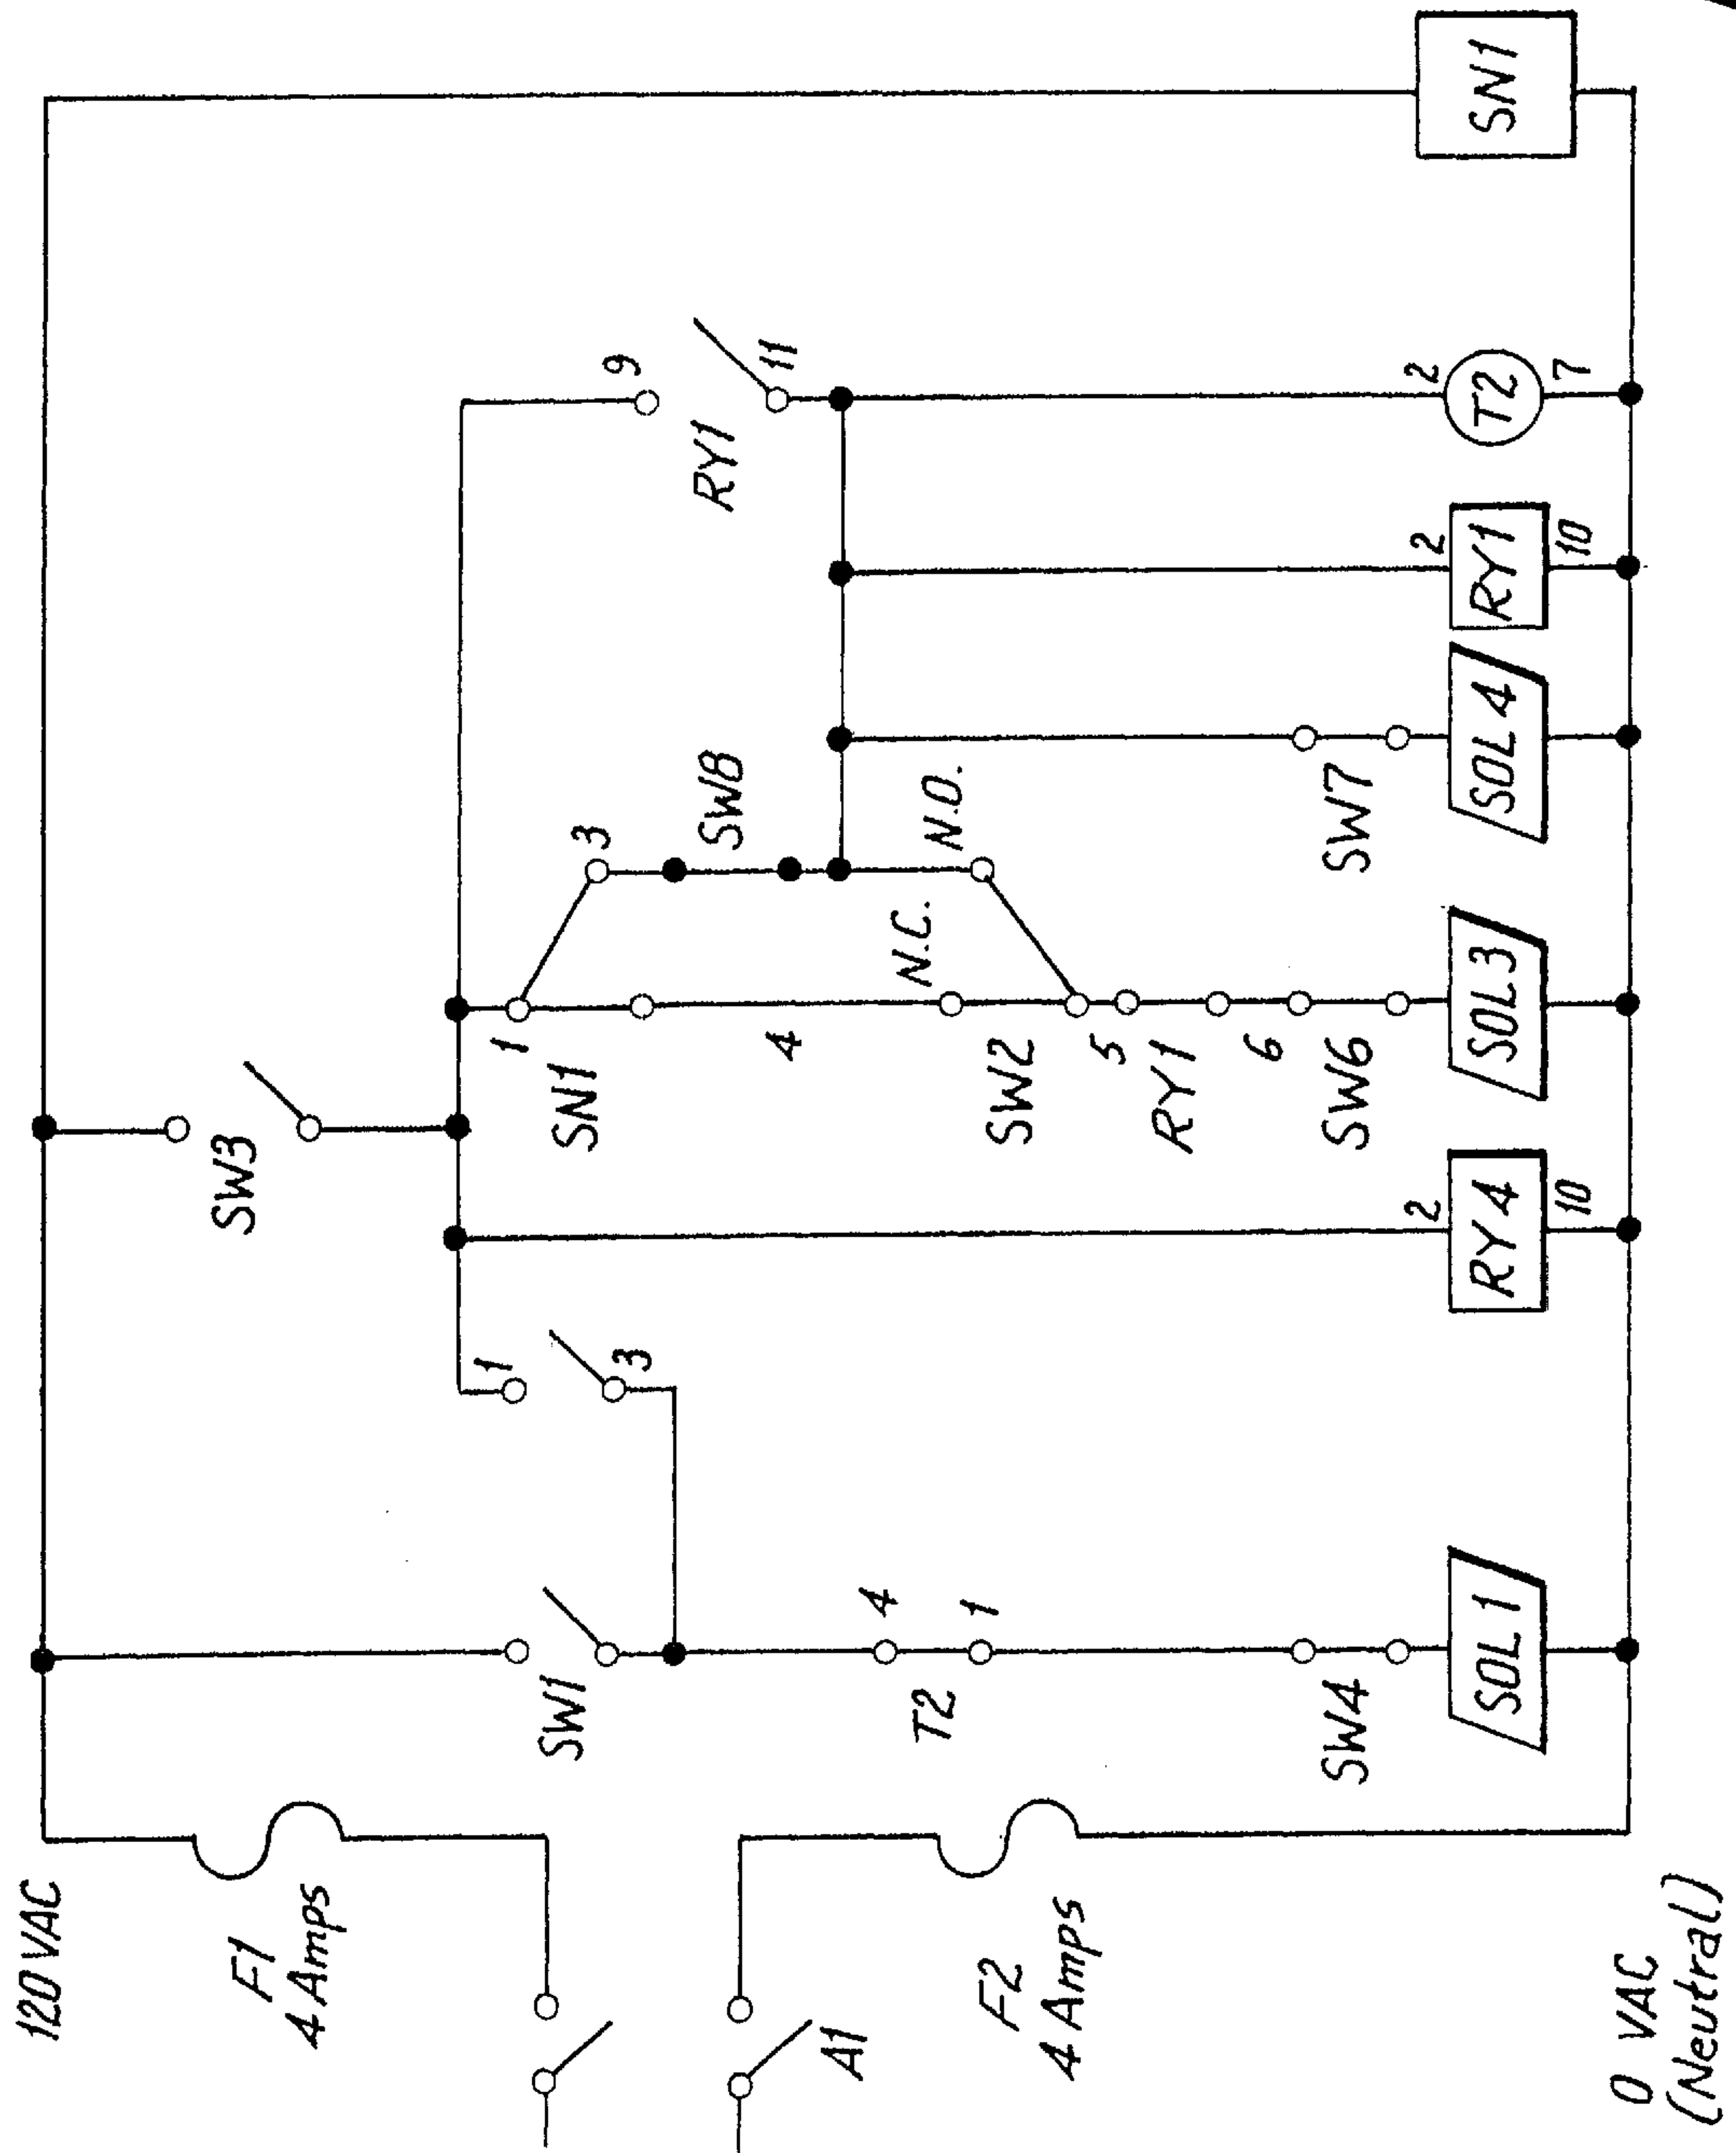 120 VAC
F1
4 Amps
A1
F2
4 Amps
0 VAC
(Neutral)
SW1
4
T2
1
SW4
SOL 1
1
3
SW3
2
RY4
10
1
SN1
4
3
SW8
N.C.
N.O.
SW2
5
RY1
6
SW6
SOL 3
SW7
SOL 4
9
RY1
11
2
RY1
10
2
T2
7
SN1